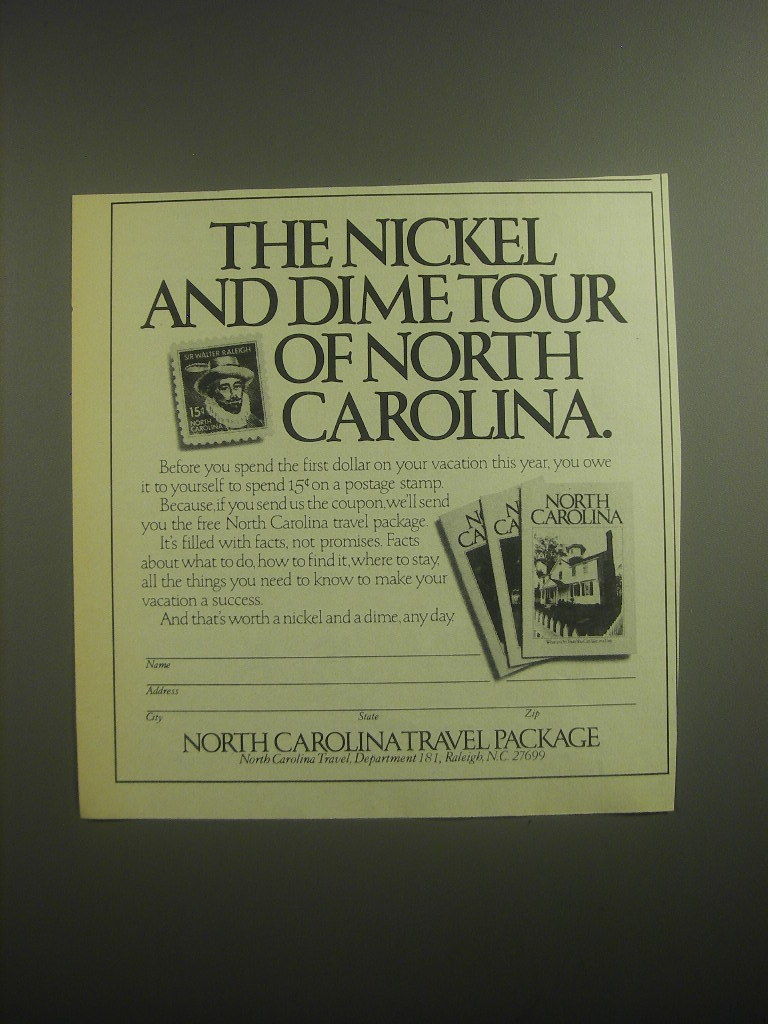 THE NICKEL
AND DIME TOUR
OF NORTH
CAROLINA.
SIR WALTER RALEIGH
15¢
NORTH
CAROLINA
Before you spend the first dollar on your vacation this year, you owe
it to yourself to spend 15¢ on a postage stamp.
Because, if you send us the coupon, we'll send
you the free North Carolina travel package.
It's filled with facts, not promises. Facts
about what to do, how to find it, where to stay,
all the things you need to know to make your
vacation a success.
And that's worth a nickel and a dime, any day.
N
CA
N
CA
NORTH
CAROLINA
Name
Address
City State Zip
NORTH CAROLINA TRAVEL PACKAGE
North Carolina Travel, Department 181, Raleigh, N.C. 27699